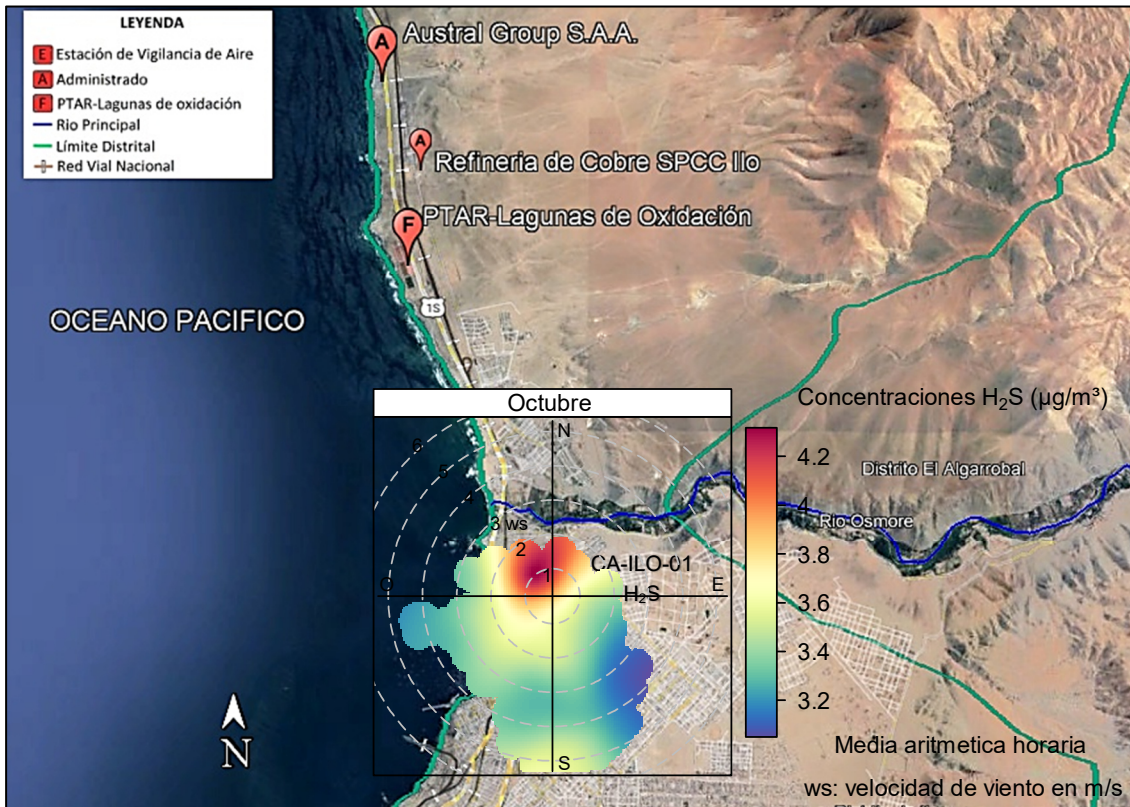 LEYENDA
E Estación de Vigilancia de Aire
A Administrado
F PTAR-Lagunas de oxidación
Rio Principal
Límite Distrital
Red Vial Nacional
A Austral Group S.A.A.
A
Refineria de Cobre SPCC Ilo
PTAR-Lagunas de Oxidación
F
1S
OCEANO PACIFICO
Octubre
Concentraciones H₂S (µg/m³)
N
6
5
4
3 ws
2
1
O
E
S
CA-ILO-01
H₂S
4.2
4
3.8
3.6
3.4
3.2
Distrito El Algarrobal
Rio Osmore
N
Media aritmetica horaria
ws: velocidad de viento en m/s